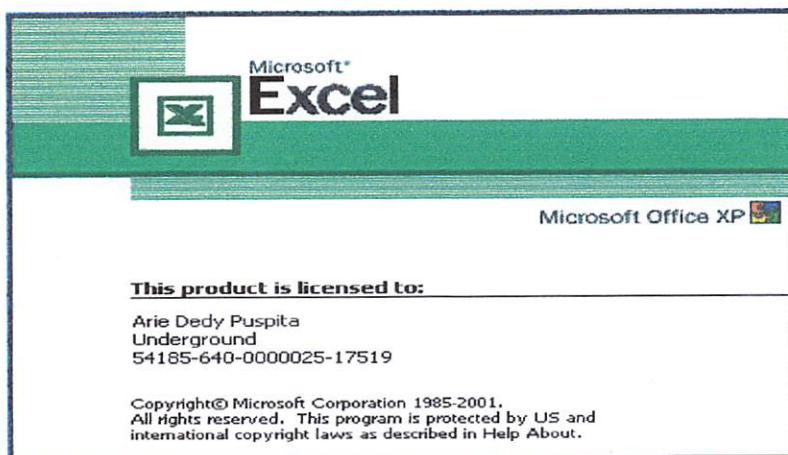 Microsoft®
Excel
Microsoft Office XP
This product is licensed to:
Arie Dedy Puspita
Underground
54185-640-0000025-17519
Copyright© Microsoft Corporation 1985-2001.
All rights reserved. This program is protected by US and
international copyright laws as described in Help About.